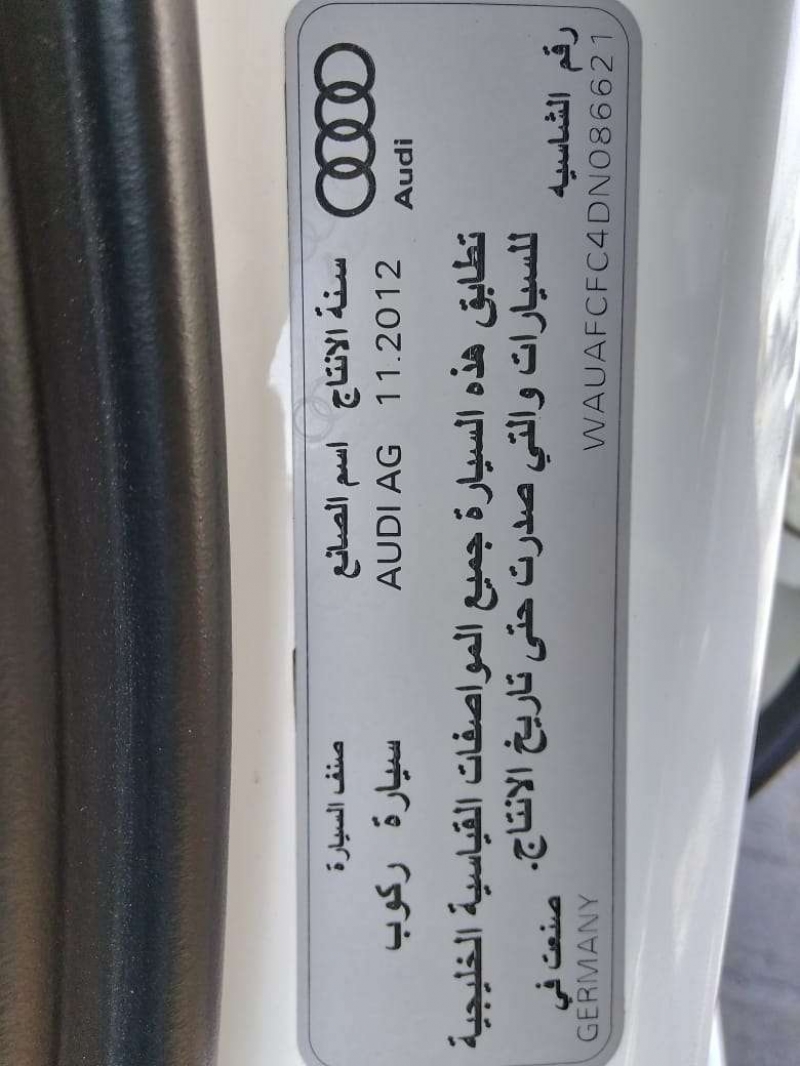 Audi
سنة الانتاج
11.2012
اسم الصانع
AUDI AG
صنف السيارة
سيارة ركوب
تطابق هذه السيارة جميع المواصفات القياسية الخليجية
للسيارات والتي صدرت حتى تاريخ الانتاج.
رقم الشاسيه
WAUAFCFC4DN086621
صنعت في
GERMANY